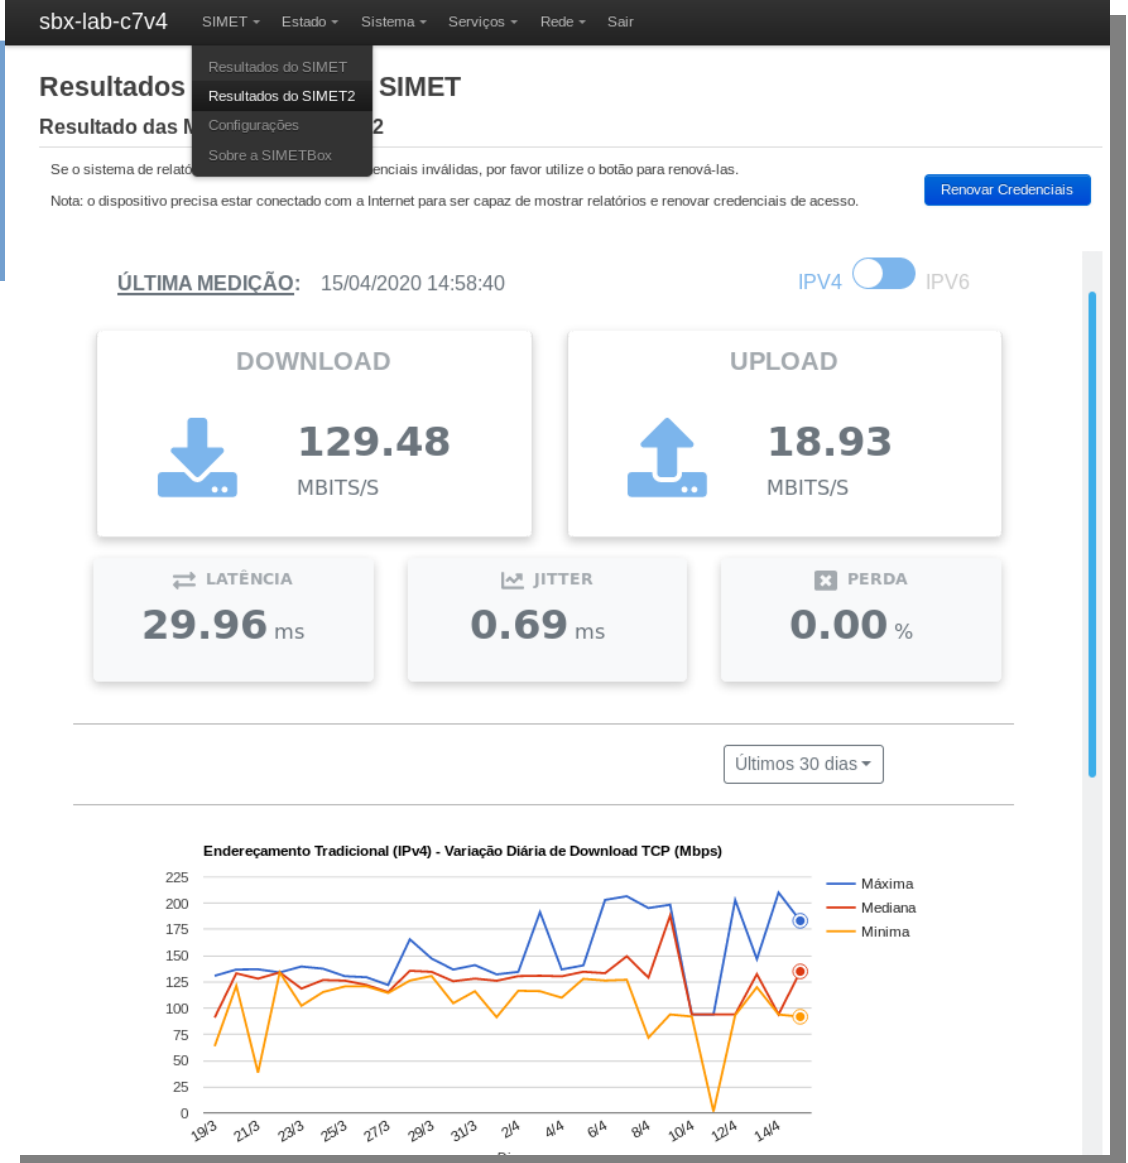 sbx-lab-c7v4 SIMET Estado Sistema Serviços Rede Sair
Resultados do SIMET
Resultados do SIMET2
Configurações
Sobre a SIMETBox
Resultados SIMET
Resultado das 2
Se o sistema de relató enciais inválidas, por favor utilize o botão para renová-las.
Nota: o dispositivo precisa estar conectado com a Internet para ser capaz de mostrar relatórios e renovar credenciais de acesso.
Renovar Credenciais
ÚLTIMA MEDIÇÃO: 15/04/2020 14:58:40
IPV4 IPV6
DOWNLOAD
129.48
MBITS/S
UPLOAD
18.93
MBITS/S
LATÊNCIA
29.96 ms
JITTER
0.69 ms
PERDA
0.00 %
Últimos 30 dias
Endereçamento Tradicional (IPv4) - Variação Diária de Download TCP (Mbps)
225
200
175
150
125
100
75
50
25
0
Máxima
Mediana
Minima
19/3 21/3 23/3 25/3 27/3 29/3 31/3 2/4 4/4 6/4 8/4 10/4 12/4 14/4